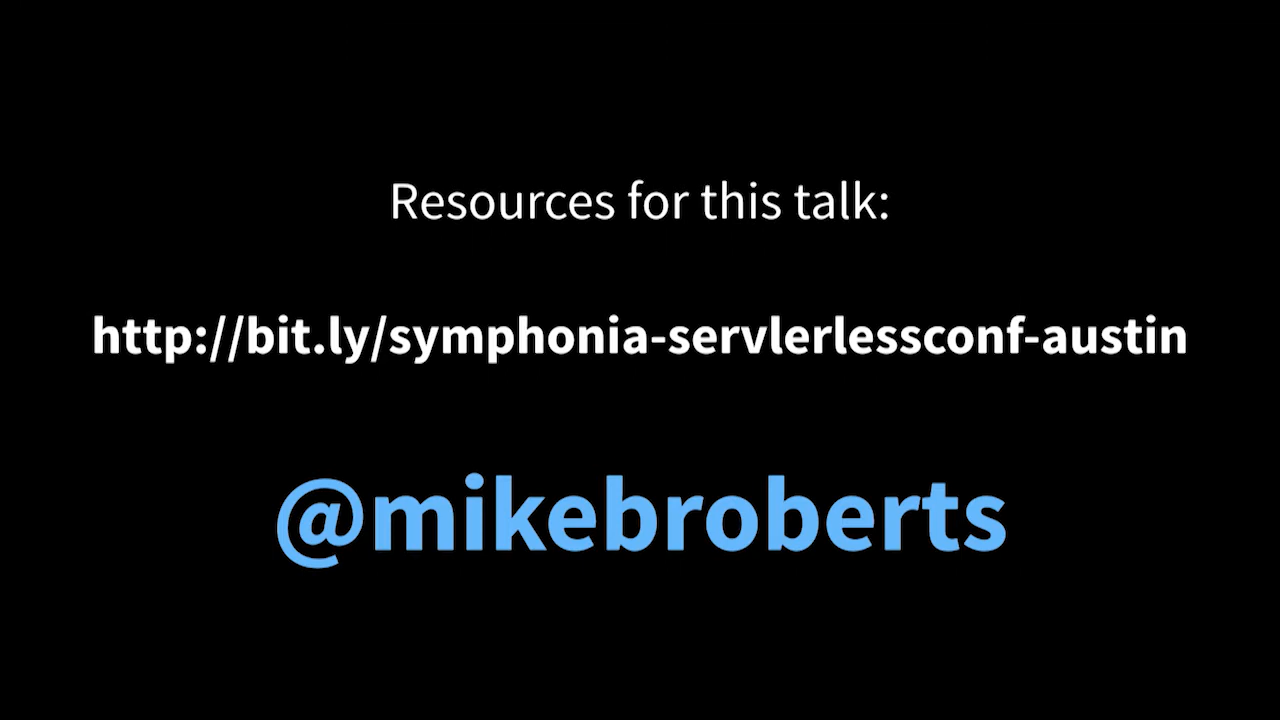 Resources for this talk:
http://bit.ly/symphonia-servlerlessconf-austin
@mikebroberts